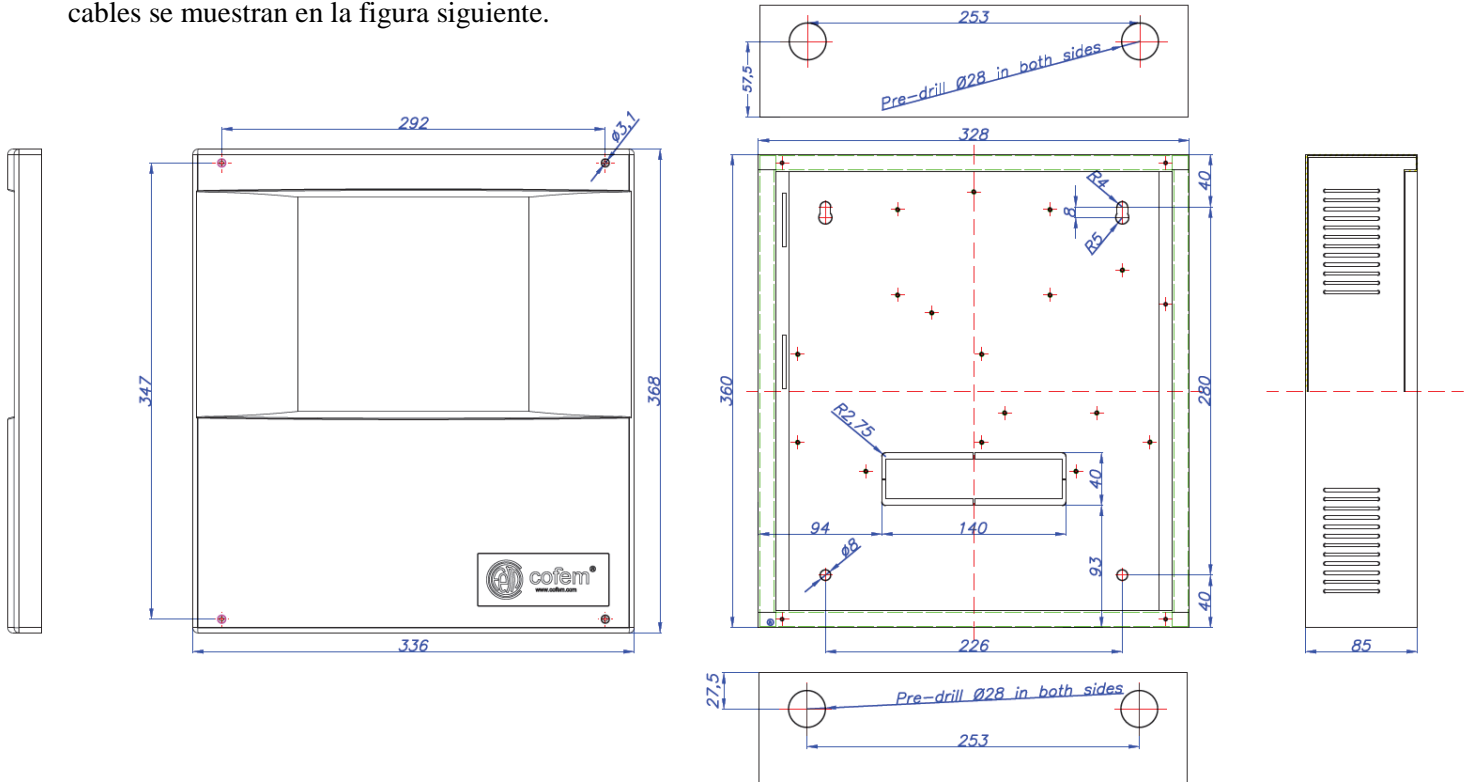 cables se muestran en la figura siguiente.
253
57,5
Pre-drill Ø28 in both sides
292
ø3,1
347
368
336
cofem®
www.cofem.com
328
360
40
R4
8
R5
280
R2,75
40
94
140
93
ø8
40
226
85
27,5
Pre-drill Ø28 in both sides
253